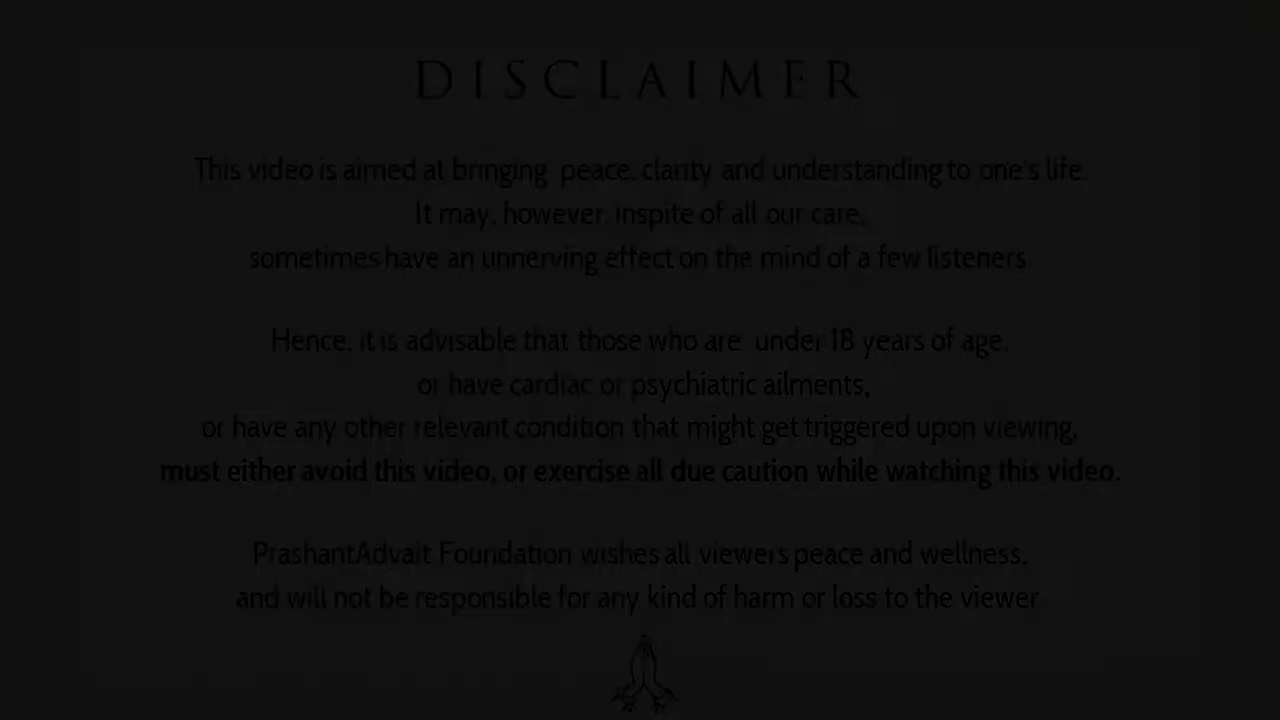 DISCLAIMER
This video is aimed at bringing peace, clarity and understanding to one's life.
It may, however, inspite of all our care,
sometimes have an unnerving effect on the mind of a few listeners.
Hence, it is advisable that those who are under 18 years of age,
or have cardiac or psychiatric ailments,
or have any other relevant condition that might get triggered upon viewing,
must either avoid this video, or exercise all due caution while watching this video.
PrashantAdvait Foundation wishes all viewers peace and wellness,
and will not be responsible for any kind of harm or loss to the viewer.